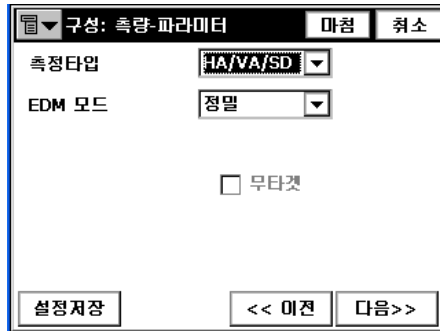 구성: 측량-파라미터 마침 취소
측정타입 HA/VA/SD
EDM 모드 정밀
무타겟
설정저장 << 이전 다음>>